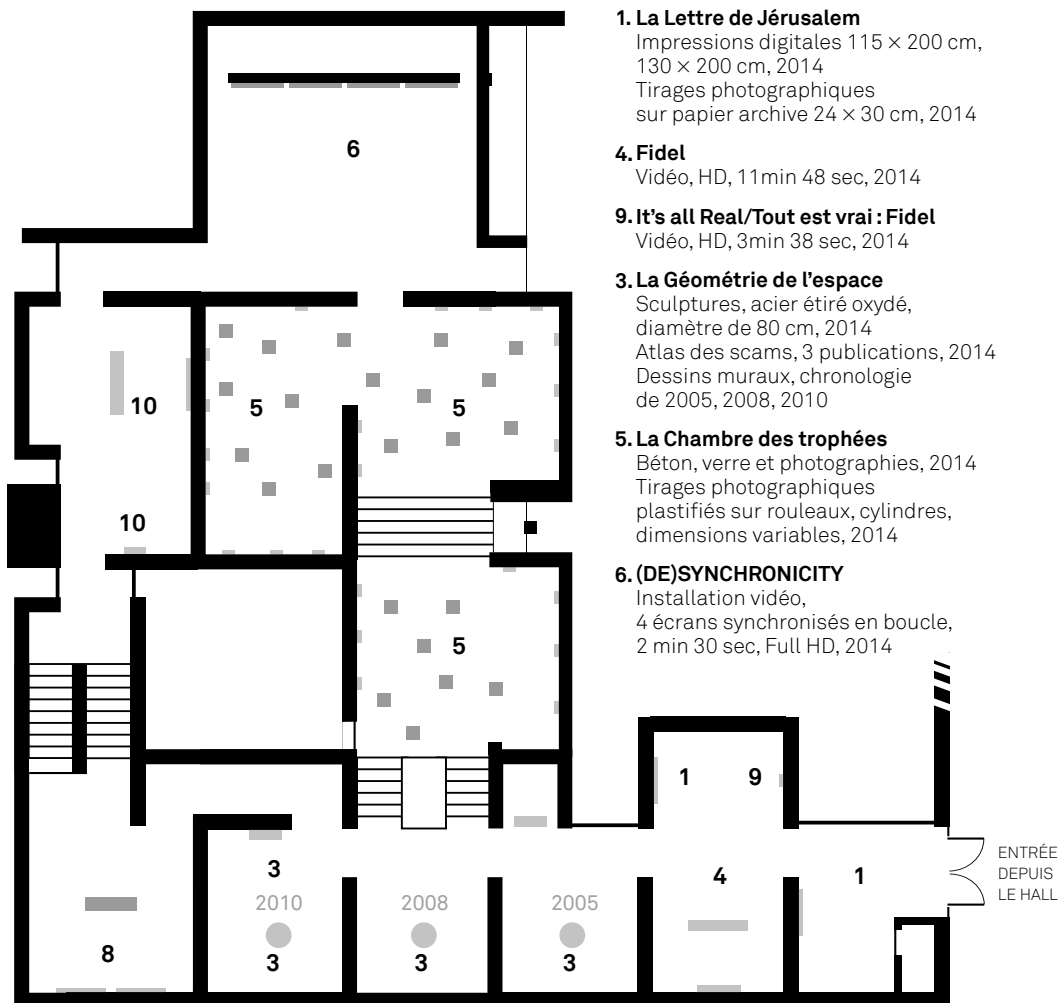 1. La Lettre de Jérusalem
Impressions digitales 115 × 200 cm,
130 × 200 cm, 2014
Tirages photographiques
sur papier archive 24 × 30 cm, 2014
4. Fidel
Vidéo, HD, 11min 48 sec, 2014
9. It's all Real/Tout est vrai : Fidel
Vidéo, HD, 3min 38 sec, 2014
3. La Géométrie de l'espace
Sculptures, acier étiré oxydé,
diamètre de 80 cm, 2014
Atlas des scams, 3 publications, 2014
Dessins muraux, chronologie
de 2005, 2008, 2010
5. La Chambre des trophées
Béton, verre et photographies, 2014
Tirages photographiques
plastifiés sur rouleaux, cylindres,
dimensions variables, 2014
6. (DE)SYNCHRONICITY
Installation vidéo,
4 écrans synchronisés en boucle,
2 min 30 sec, Full HD, 2014
6
10 5 5
10
5
1 9
3 4 1
2010 2008 2005
8 3 3 3
ENTRÉE
DEPUIS
LE HALL